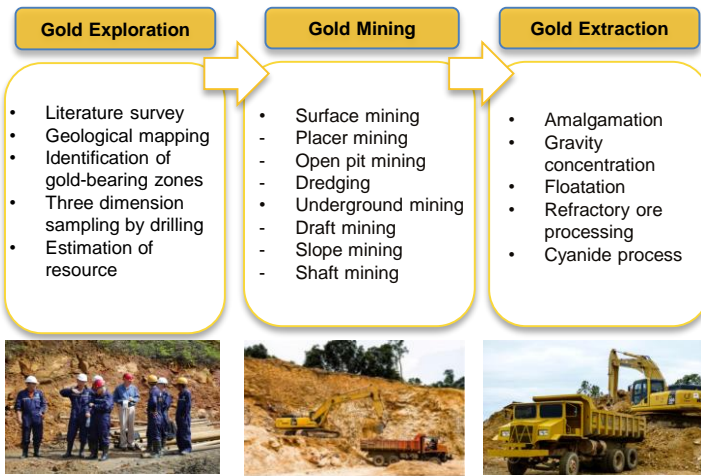 Gold Exploration
• Literature survey
• Geological mapping
• Identification of
gold-bearing zones
• Three dimension
sampling by drilling
• Estimation of
resource
Gold Mining
• Surface mining
- Placer mining
- Open pit mining
- Dredging
• Underground mining
- Draft mining
- Slope mining
- Shaft mining
Gold Extraction
• Amalgamation
• Gravity
concentration
• Floatation
• Refractory ore
processing
• Cyanide process